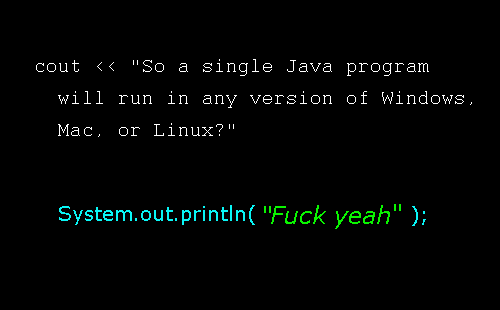 cout << "So a single Java program
will run in any version of Windows,
Mac, or Linux?"
System.out.println( "Fuck yeah" );